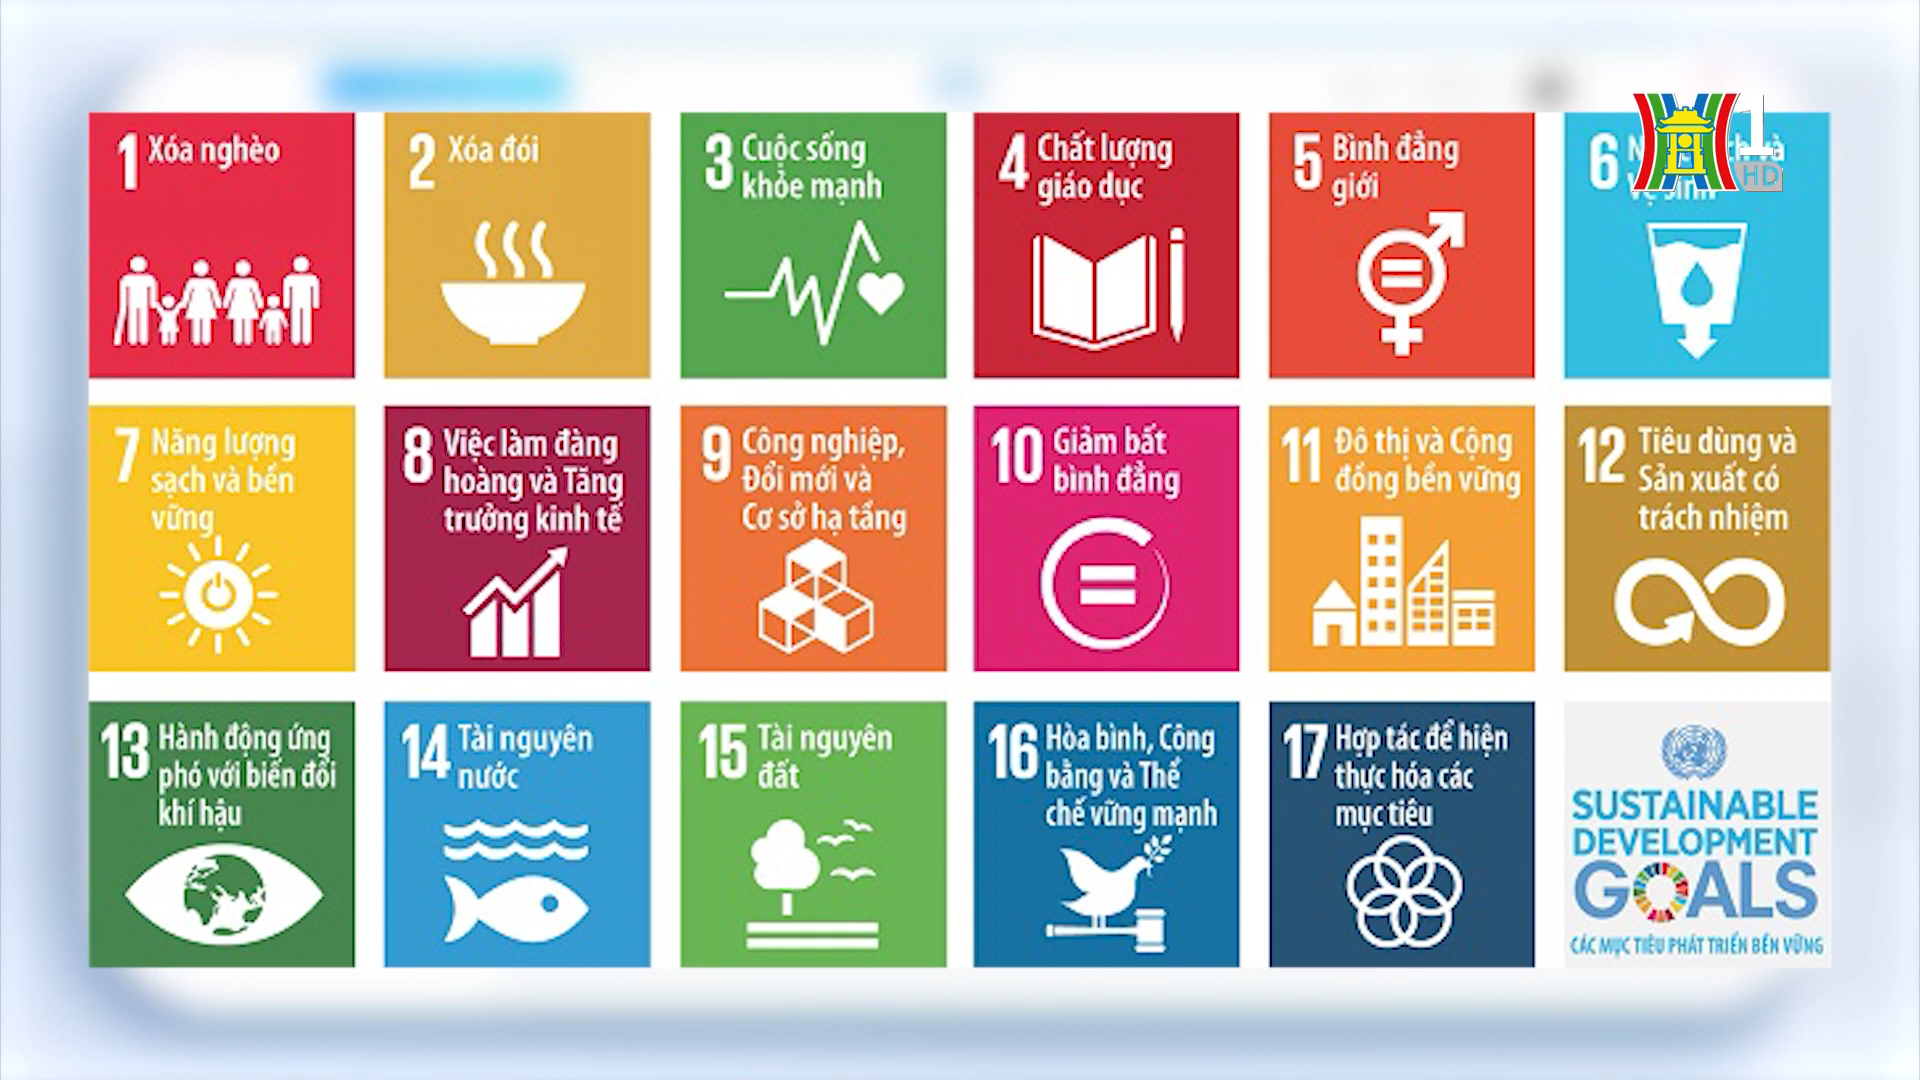 1 Xóa nghèo
2 Xóa đói
3 Cuộc sống
khỏe mạnh
4 Chất lượng
giáo dục
5 Bình đẳng
giới
6
1
HD
7 Năng lượng
sạch và bền
vững
8 Việc làm đàng
hoàng và Tăng
trưởng kinh tế
9 Công nghiệp,
Đổi mới và
Cơ sở hạ tầng
10 Giảm bất
bình đẳng
11 Đô thị và Cộng
đồng bền vững
12 Tiêu dùng và
Sản xuất có
trách nhiệm
13 Hành động ứng
phó với biến đổi
khí hậu
14 Tài nguyên
nước
15 Tài nguyên
đất
16 Hòa bình, Công
bằng và Thể
chế vững mạnh
17 Hợp tác để hiện
thực hóa các
mục tiêu
SUSTAINABLE
DEVELOPMENT
GOALS
CÁC MỤC TIÊU PHÁT TRIỂN BỀN VỮNG